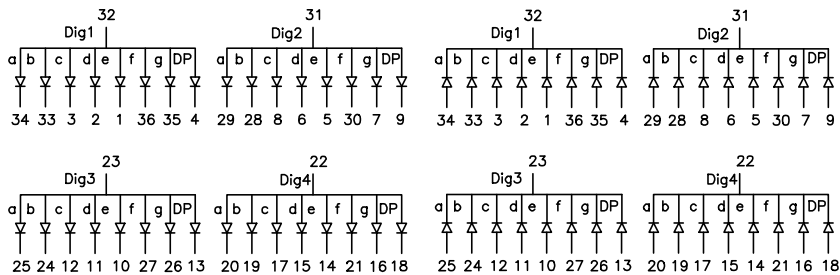 32 31 32 31
Dig1 Dig2 Dig1 Dig2
a b c d e f g DP a b c d e f g DP a b c d e f g DP a b c d e f g DP
34 33 3 2 1 36 35 4 29 28 8 6 5 30 7 9 34 33 3 2 1 36 35 4 29 28 8 6 5 30 7 9
23 22 23 22
Dig3 Dig4 Dig3 Dig4
a b c d e f g DP a b c d e f g DP a b c d e f g DP a b c d e f g DP
25 24 12 11 10 27 26 13 20 19 17 15 14 21 16 18 25 24 12 11 10 27 26 13 20 19 17 15 14 21 16 18